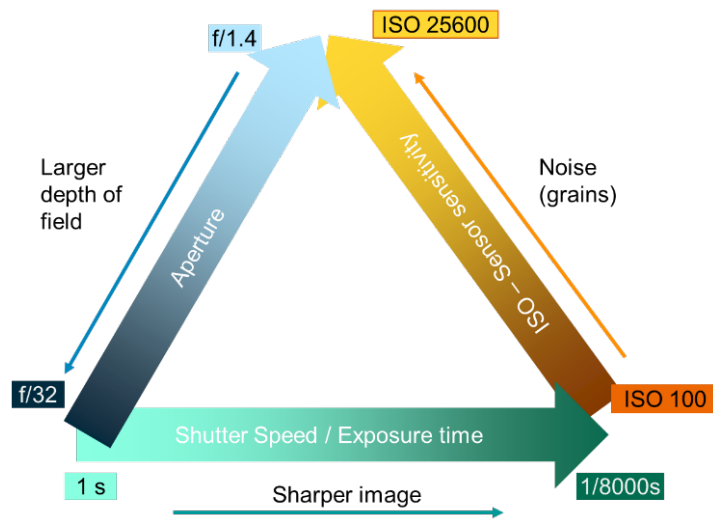 f/1.4
ISO 25600
Larger
depth of
field
Aperture
ISO – Sensor sensitivity
Noise
(grains)
f/32
ISO 100
Shutter Speed / Exposure time
1 s
1/8000s
Sharper image